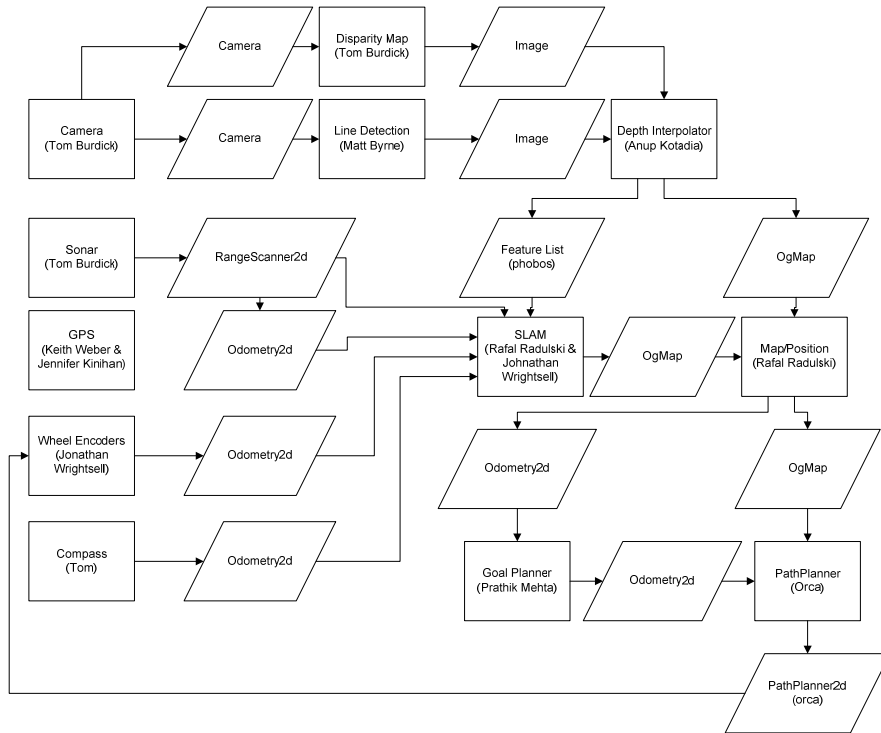 Camera
Disparity Map
(Tom Burdick)
Image
Camera
(Tom Burdick)
Camera
Line Detection
(Matt Byrne)
Image
Depth Interpolator
(Anup Kotadia)
Sonar
(Tom Burdick)
RangeScanner2d
Feature List
(phobos)
OgMap
GPS
(Keith Weber &
Jennifer Kinihan)
Odometry2d
SLAM
(Rafal Radulski &
Johnathan
Wrightsell)
OgMap
Map/Position
(Rafal Radulski)
Wheel Encoders
(Jonathan
Wrightsell)
Odometry2d
Odometry2d
OgMap
Compass
(Tom)
Odometry2d
Goal Planner
(Prathik Mehta)
Odometry2d
PathPlanner
(Orca)
PathPlanner2d
(orca)